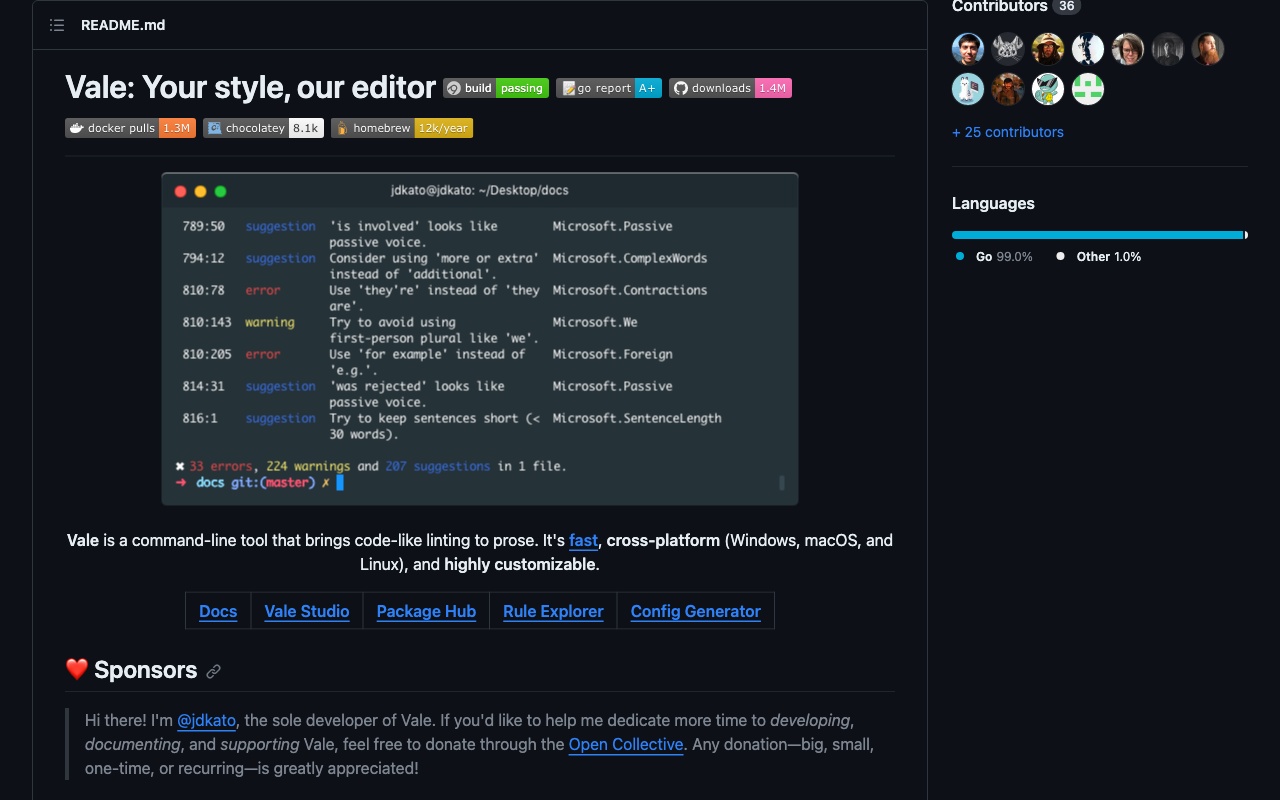 README.md
Vale: Your style, our editor build passing go report A+ downloads 1.4M
docker pulls 1.3M chocolatey 8.1k homebrew 12k/year
jdkato@jdkato: ~/Desktop/docs
789:50 suggestion 'is involved' looks like Microsoft.Passive
passive voice.
794:12 suggestion Consider using 'more or extra' Microsoft.ComplexWords
instead of 'additional'.
810:78 error Use 'they're' instead of 'they Microsoft.Contractions
are'.
810:143 warning Try to avoid using Microsoft.We
first-person plural like 'we'.
810:205 error Use 'for example' instead of Microsoft.Foreign
'e.g.'.
814:31 suggestion 'was rejected' looks like Microsoft.Passive
passive voice.
816:1 suggestion Try to keep sentences short (< Microsoft.SentenceLength
30 words).
✖ 33 errors, 224 warnings and 207 suggestions in 1 file.
➜ docs git:(master) ✗
Vale is a command-line tool that brings code-like linting to prose. It's fast, cross-platform (Windows, macOS, and
Linux), and highly customizable.
Docs Vale Studio Package Hub Rule Explorer Config Generator
❤️ Sponsors
Hi there! I'm @jdkato, the sole developer of Vale. If you'd like to help me dedicate more time to developing,
documenting, and supporting Vale, feel free to donate through the Open Collective. Any donation—big, small,
one-time, or recurring—is greatly appreciated!
Contributors 36
+ 25 contributors
Languages
Go 99.0% Other 1.0%